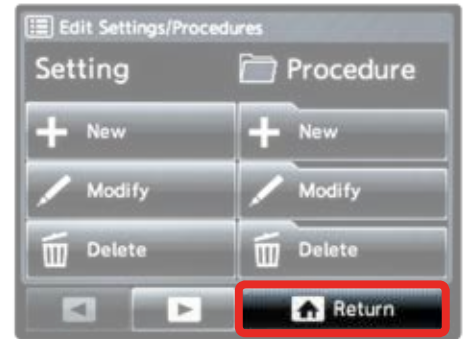 Edit Settings/Procedures
Setting Procedure
New New
Modify Modify
Delete Delete
Return